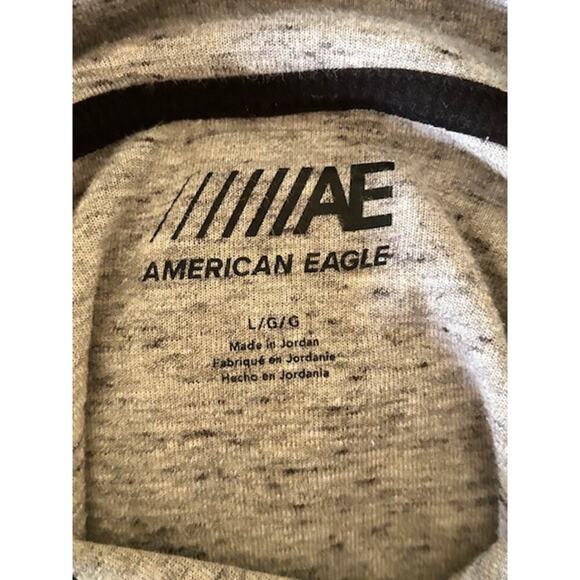 AE
AMERICAN EAGLE
L/G/G
Made in Jordan
Fabriqué en Jordanie
Hecho en Jordania